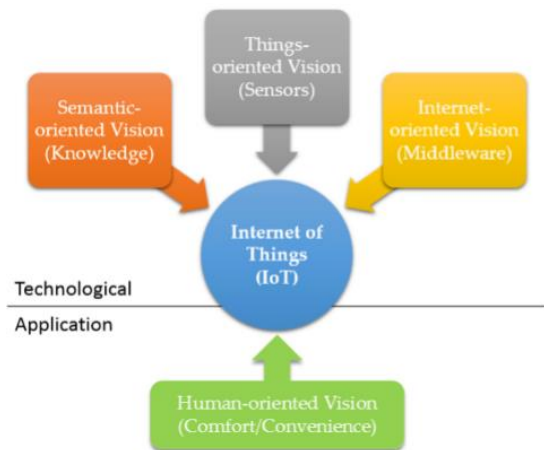 Things-
oriented Vision
(Sensors)
Semantic-
oriented Vision
(Knowledge)
Internet-
oriented Vision
(Middleware)
Internet of
Things
(IoT)
Technological
Application
Human-oriented Vision
(Comfort/Convenience)